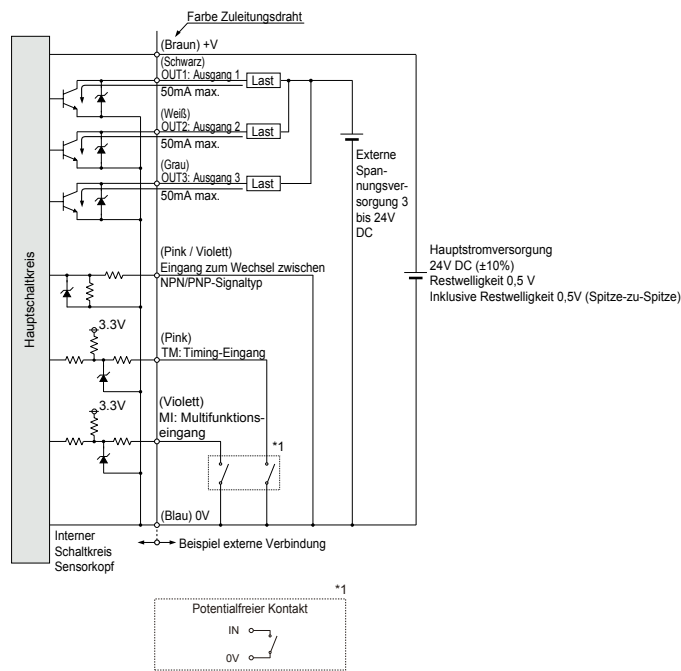 Farbe Zuleitungsdraht
(Braun) +V
(Schwarz)
OUT1: Ausgang 1
Last
50mA max.
(Weiß)
OUT2: Ausgang 2
Last
50mA max.
(Grau)
OUT3: Ausgang 3
Last
50mA max.
Externe
Span-
nungsver-
sorgung 3
bis 24V
DC
Hauptstromversorgung
24V DC (±10%)
Restwelligkeit 0,5 V
Inklusive Restwelligkeit 0,5V (Spitze-zu-Spitze)
Hauptschaltkreis
(Pink / Violett)
Eingang zum Wechsel zwischen
NPN/PNP-Signaltyp
3.3V
(Pink)
TM: Timing-Eingang
3.3V
(Violett)
MI: Multifunktions-
eingang
*1
(Blau) 0V
Interner
Schaltkreis
Sensorkopf
Beispiel externe Verbindung
*1
Potentialfreier Kontakt
IN
0V